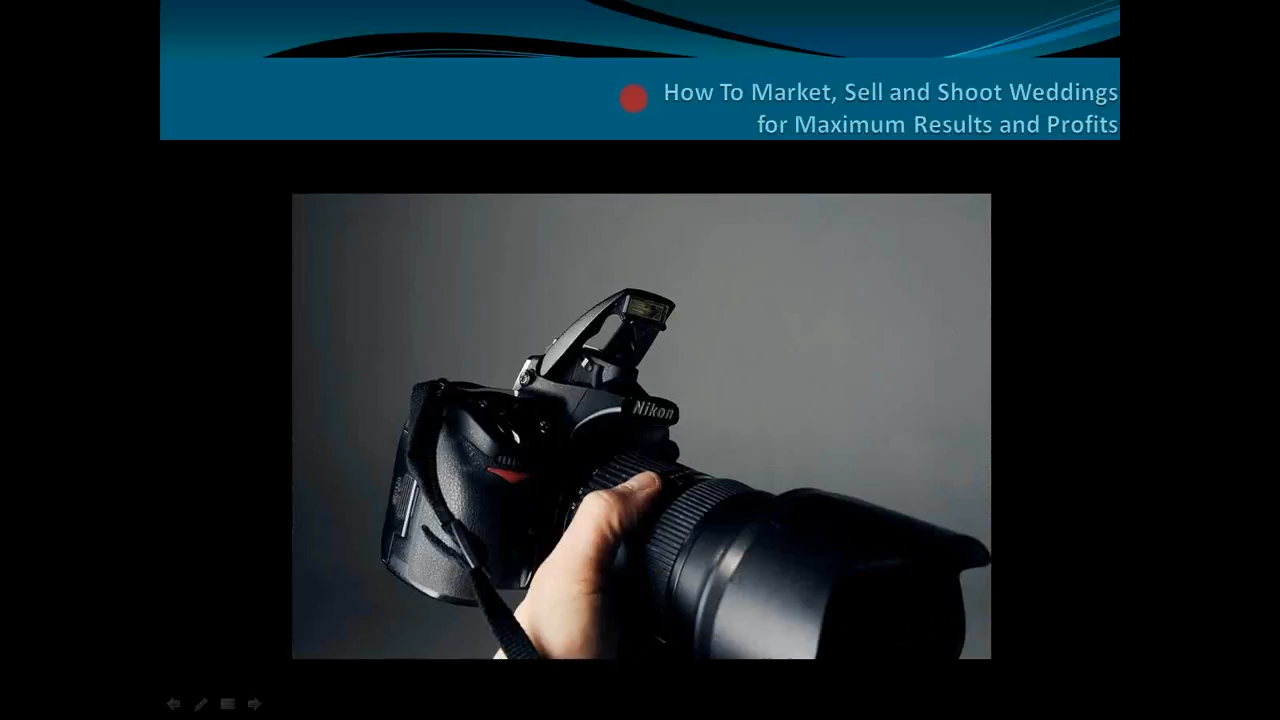 How To Market, Sell and Shoot Weddings
for Maximum Results and Profits
Nikon